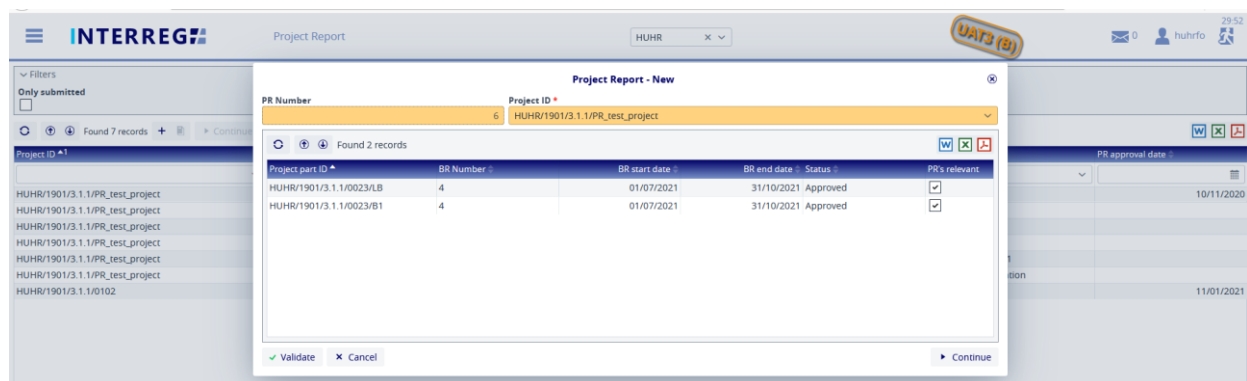 29:52
INTERREG
Project Report
HUHR
UAT3 (B)
0
huhrfo
Filters
Only submitted
Found 7 records
Continue
Project ID 1
PR approval date
HUHR/1901/3.1.1/PR_test_project
10/11/2020
HUHR/1901/3.1.1/PR_test_project
HUHR/1901/3.1.1/PR_test_project
HUHR/1901/3.1.1/PR_test_project
HUHR/1901/3.1.1/PR_test_project
HUHR/1901/3.1.1/PR_test_project
HUHR/1901/3.1.1/0102
11/01/2021
Project Report - New
PR Number
Project ID *
6
HUHR/1901/3.1.1/PR_test_project
Found 2 records
W X
Project part ID BR Number BR start date BR end date Status PR's relevant
HUHR/1901/3.1.1/0023/LB 4 01/07/2021 31/10/2021 Approved
HUHR/1901/3.1.1/0023/B1 4 01/07/2021 31/10/2021 Approved
Validate Cancel Continue
W X